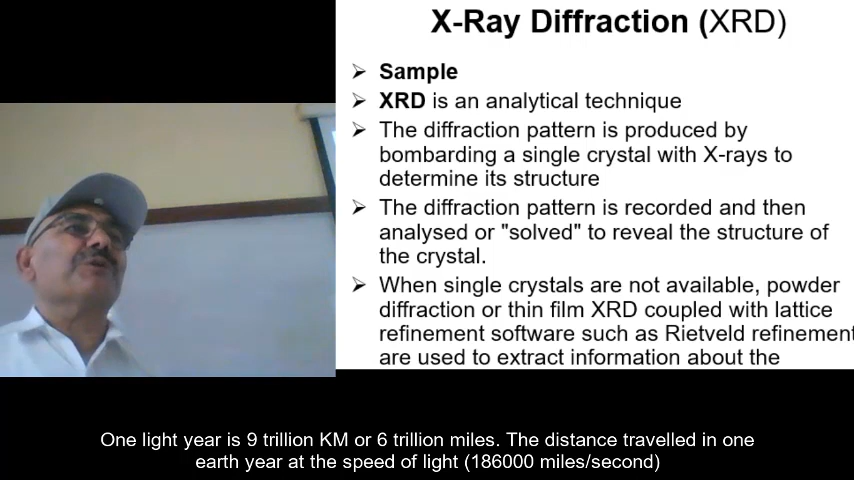 X-Ray Diffraction (XRD)
➢ Sample
➢ XRD is an analytical technique
➢ The diffraction pattern is produced by
bombarding a single crystal with X-rays to
determine its structure
➢ The diffraction pattern is recorded and then
analysed or "solved" to reveal the structure of
the crystal.
➢ When single crystals are not available, powder
diffraction or thin film XRD coupled with lattice
refinement software such as Rietveld refinement
are used to extract information about the
One light year is 9 trillion KM or 6 trillion miles. The distance travelled in one
earth year at the speed of light (186000 miles/second)